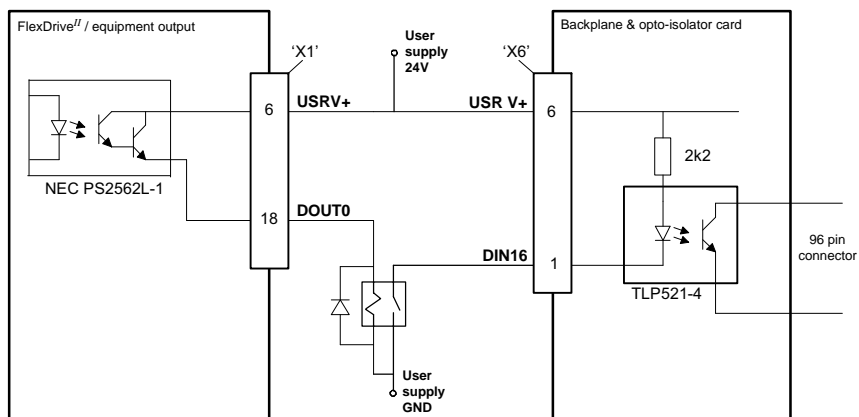 FlexDrive II / equipment output
Backplane & opto-isolator card
'X1'
User
supply
24V
'X6'
6
USRV+
USR V+
6
2k2
NEC PS2562L-1
18
DOUT0
DIN16
1
96 pin
connector
TLP521-4
User
supply
GND